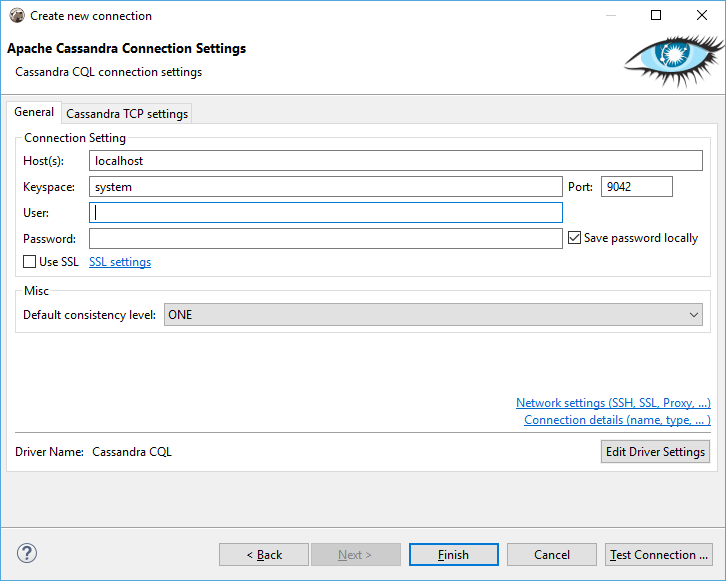 Create new connection
Apache Cassandra Connection Settings
Cassandra CQL connection settings
General Cassandra TCP settings
Connection Setting
Host(s): localhost
Keyspace: system Port: 9042
User:
Password: Save password locally
Use SSL SSL settings
Misc
Default consistency level: ONE
Network settings (SSH, SSL, Proxy, ...)
Connection details (name, type, ... )
Driver Name: Cassandra CQL Edit Driver Settings
? < Back Next > Finish Cancel Test Connection ...